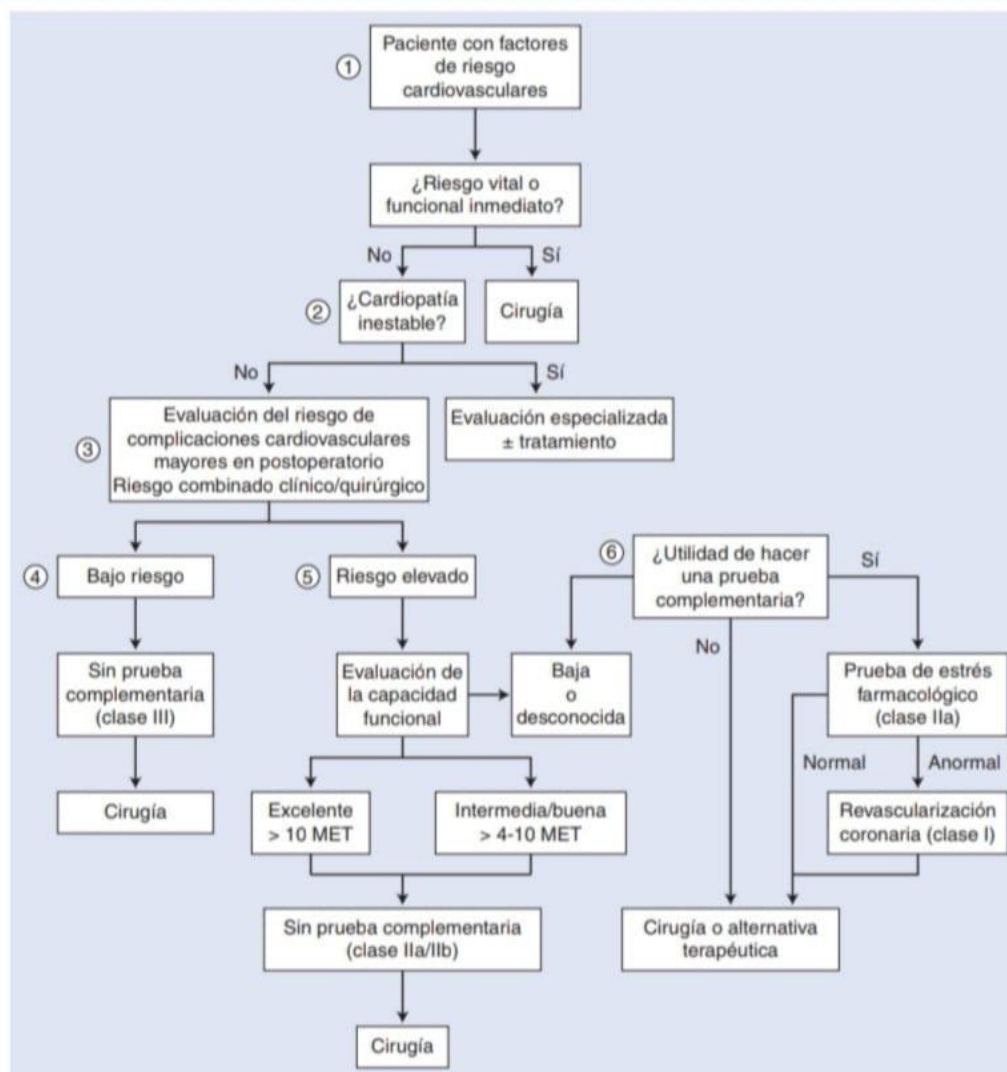 Paciente con factores
de riesgo
cardiovasculares
1
¿Riesgo vital o
funcional inmediato?
No
Sí
2
¿Cardiopatía
inestable?
Cirugía
No
Sí
3
Evaluación del riesgo de
complicaciones cardiovasculares
mayores en postoperatorio
Riesgo combinado clínico/quirúrgico
Evaluación especializada
± tratamiento
4
Bajo riesgo
5
Riesgo elevado
6
¿Utilidad de hacer
una prueba
complementaria?
Sí
No
Sin prueba
complementaria
(clase III)
Evaluación de
la capacidad
funcional
Baja
o
desconocida
Prueba de estrés
farmacológico
(clase IIa)
Normal
Anormal
Cirugía
Excelente
> 10 MET
Intermedia/buena
> 4-10 MET
Revascularización
coronaria (clase I)
Sin prueba complementaria
(clase IIa/IIb)
Cirugía o alternativa
terapéutica
Cirugía